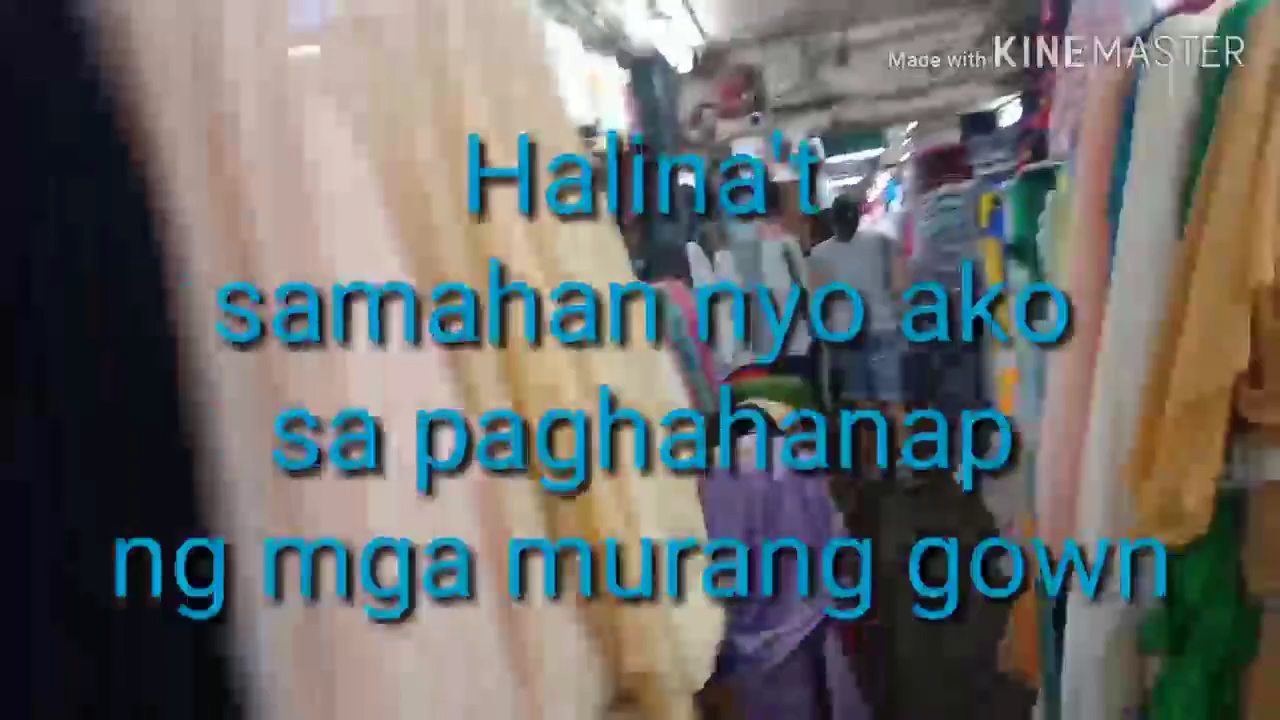 Made with KINEMASTER
Halina't
samahan nyo ako
sa paghahanap
ng mga murang gown